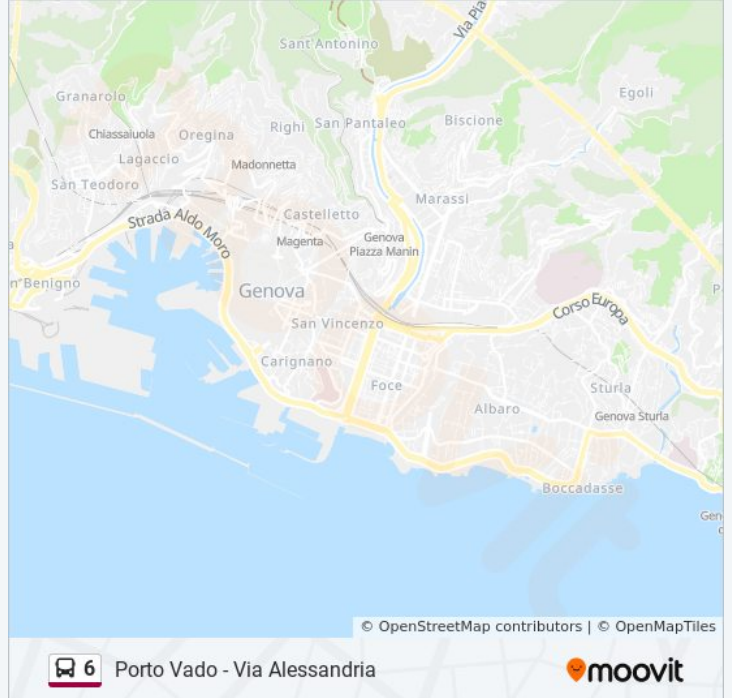 Via Pia
Sant Antonino
Granarolo
Egoli
Chiassaiuola
Oregina
Righi
San Pantaleo
Biscione
Lagaccio
Madonnetta
San Teodoro
Marassi
Strada Aldo Moro
Castelletto
Magenta
Genova
Piazza Manin
a
n Benigno
P
Genova
Corso Europa
San Vincenzo
Carignano
Foce
Sturla
Albaro
Genova Sturla
Boccadasse
Gen
© OpenStreetMap contributors | © OpenMapTiles
6 Porto Vado - Via Alessandria
moovit